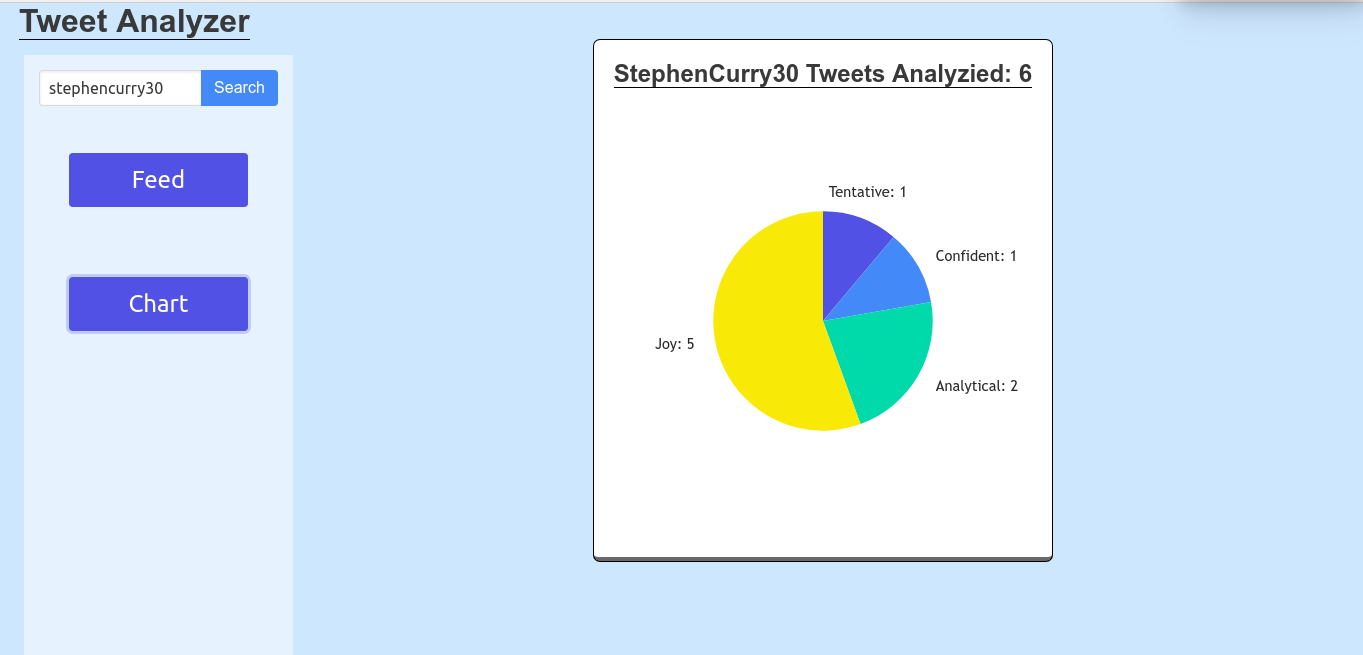 Tweet Analyzer
stephencurry30
Search
Feed
Chart
StephenCurry30 Tweets Analyzied: 6
Tentative: 1
Confident: 1
Joy: 5
Analytical: 2